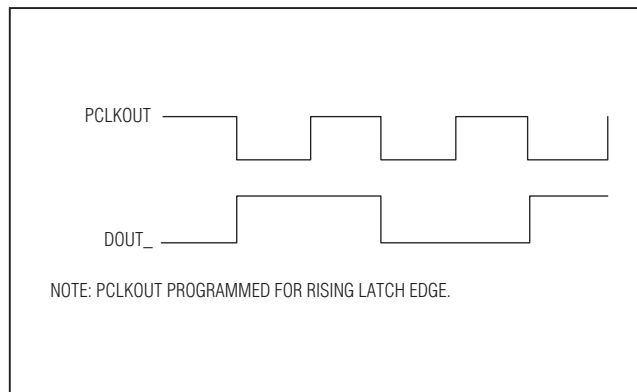 PCLKOUT
DOUT_
NOTE: PCLKOUT PROGRAMMED FOR RISING LATCH EDGE.